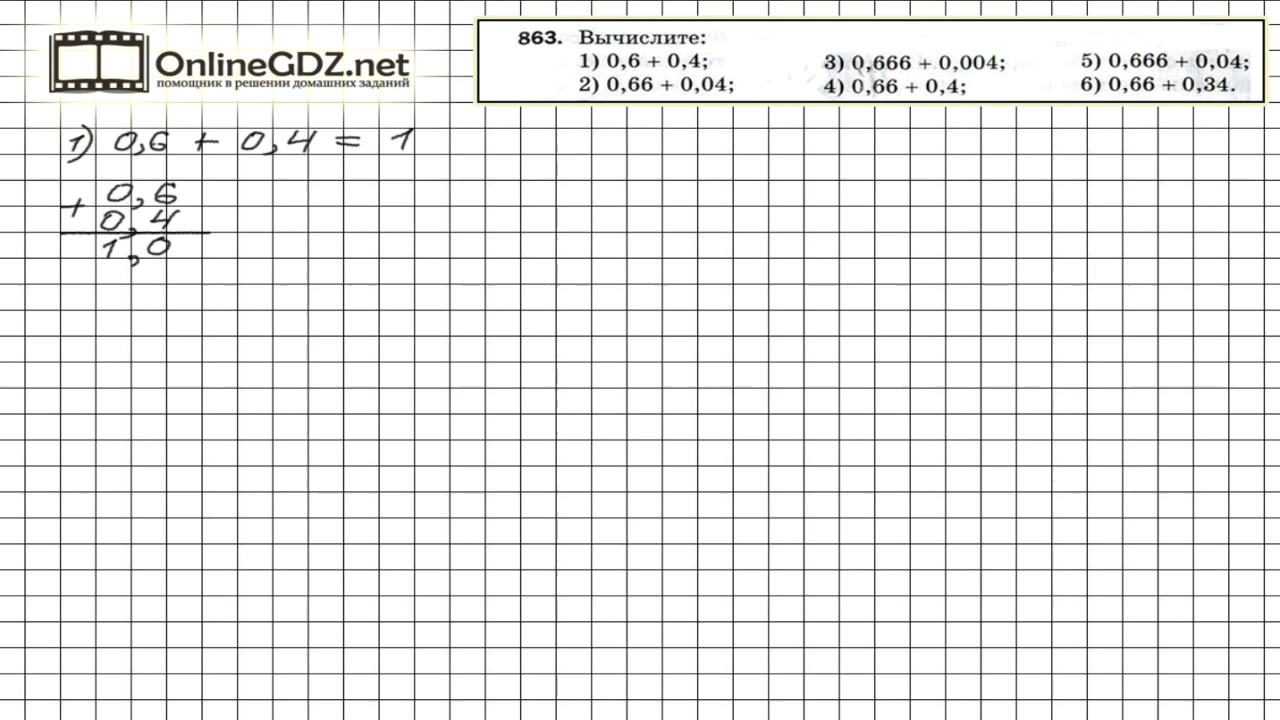 OnlineGDZ.net
помощник в решении домашних заданий
863. Вычислите:
1) 0,6 + 0,4; 3) 0,666 + 0,004; 5) 0,666 + 0,04;
2) 0,66 + 0,04; 4) 0,66 + 0,4; 6) 0,66 + 0,34.
1) 0,6 + 0,4 = 1
+ 0,6
0,4
1,0